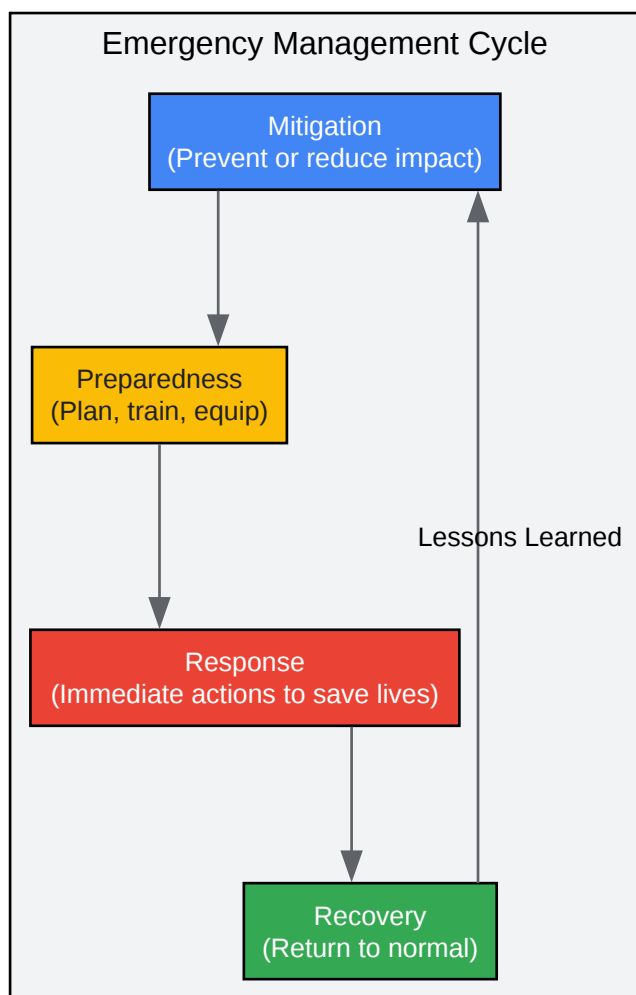 Emergency Management Cycle
Mitigation
(Prevent or reduce impact)
Preparedness
(Plan, train, equip)
Lessons Learned
Response
(Immediate actions to save lives)
Recovery
(Return to normal)